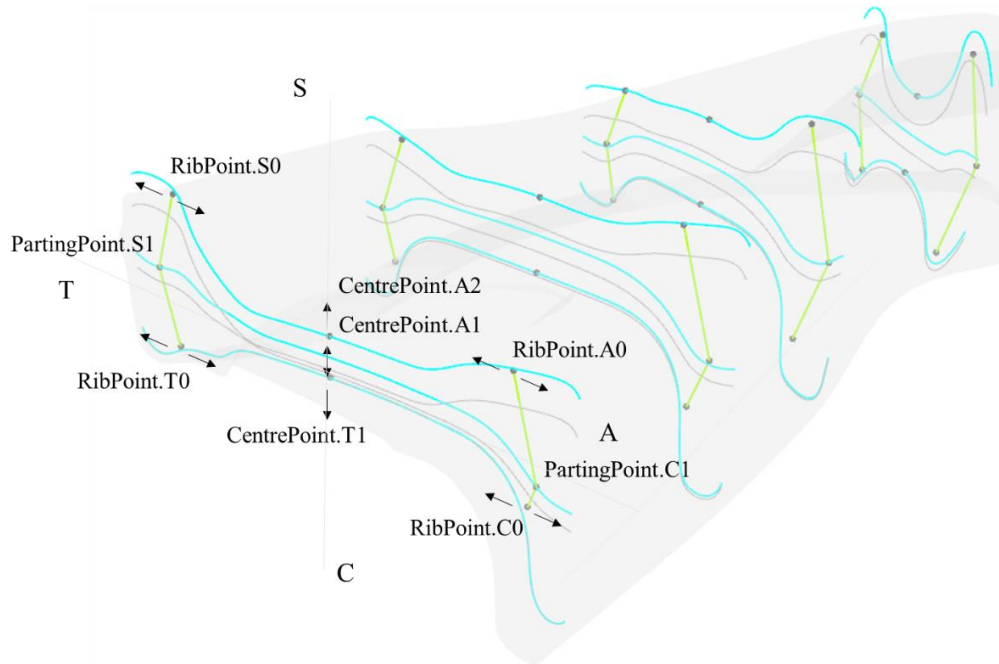 S
RibPoint.S0
PartingPoint.S1
T
CentrePoint.A2
CentrePoint.A1
RibPoint.A0
RibPoint.T0
CentrePoint.T1
A
PartingPoint.C1
RibPoint.C0
C